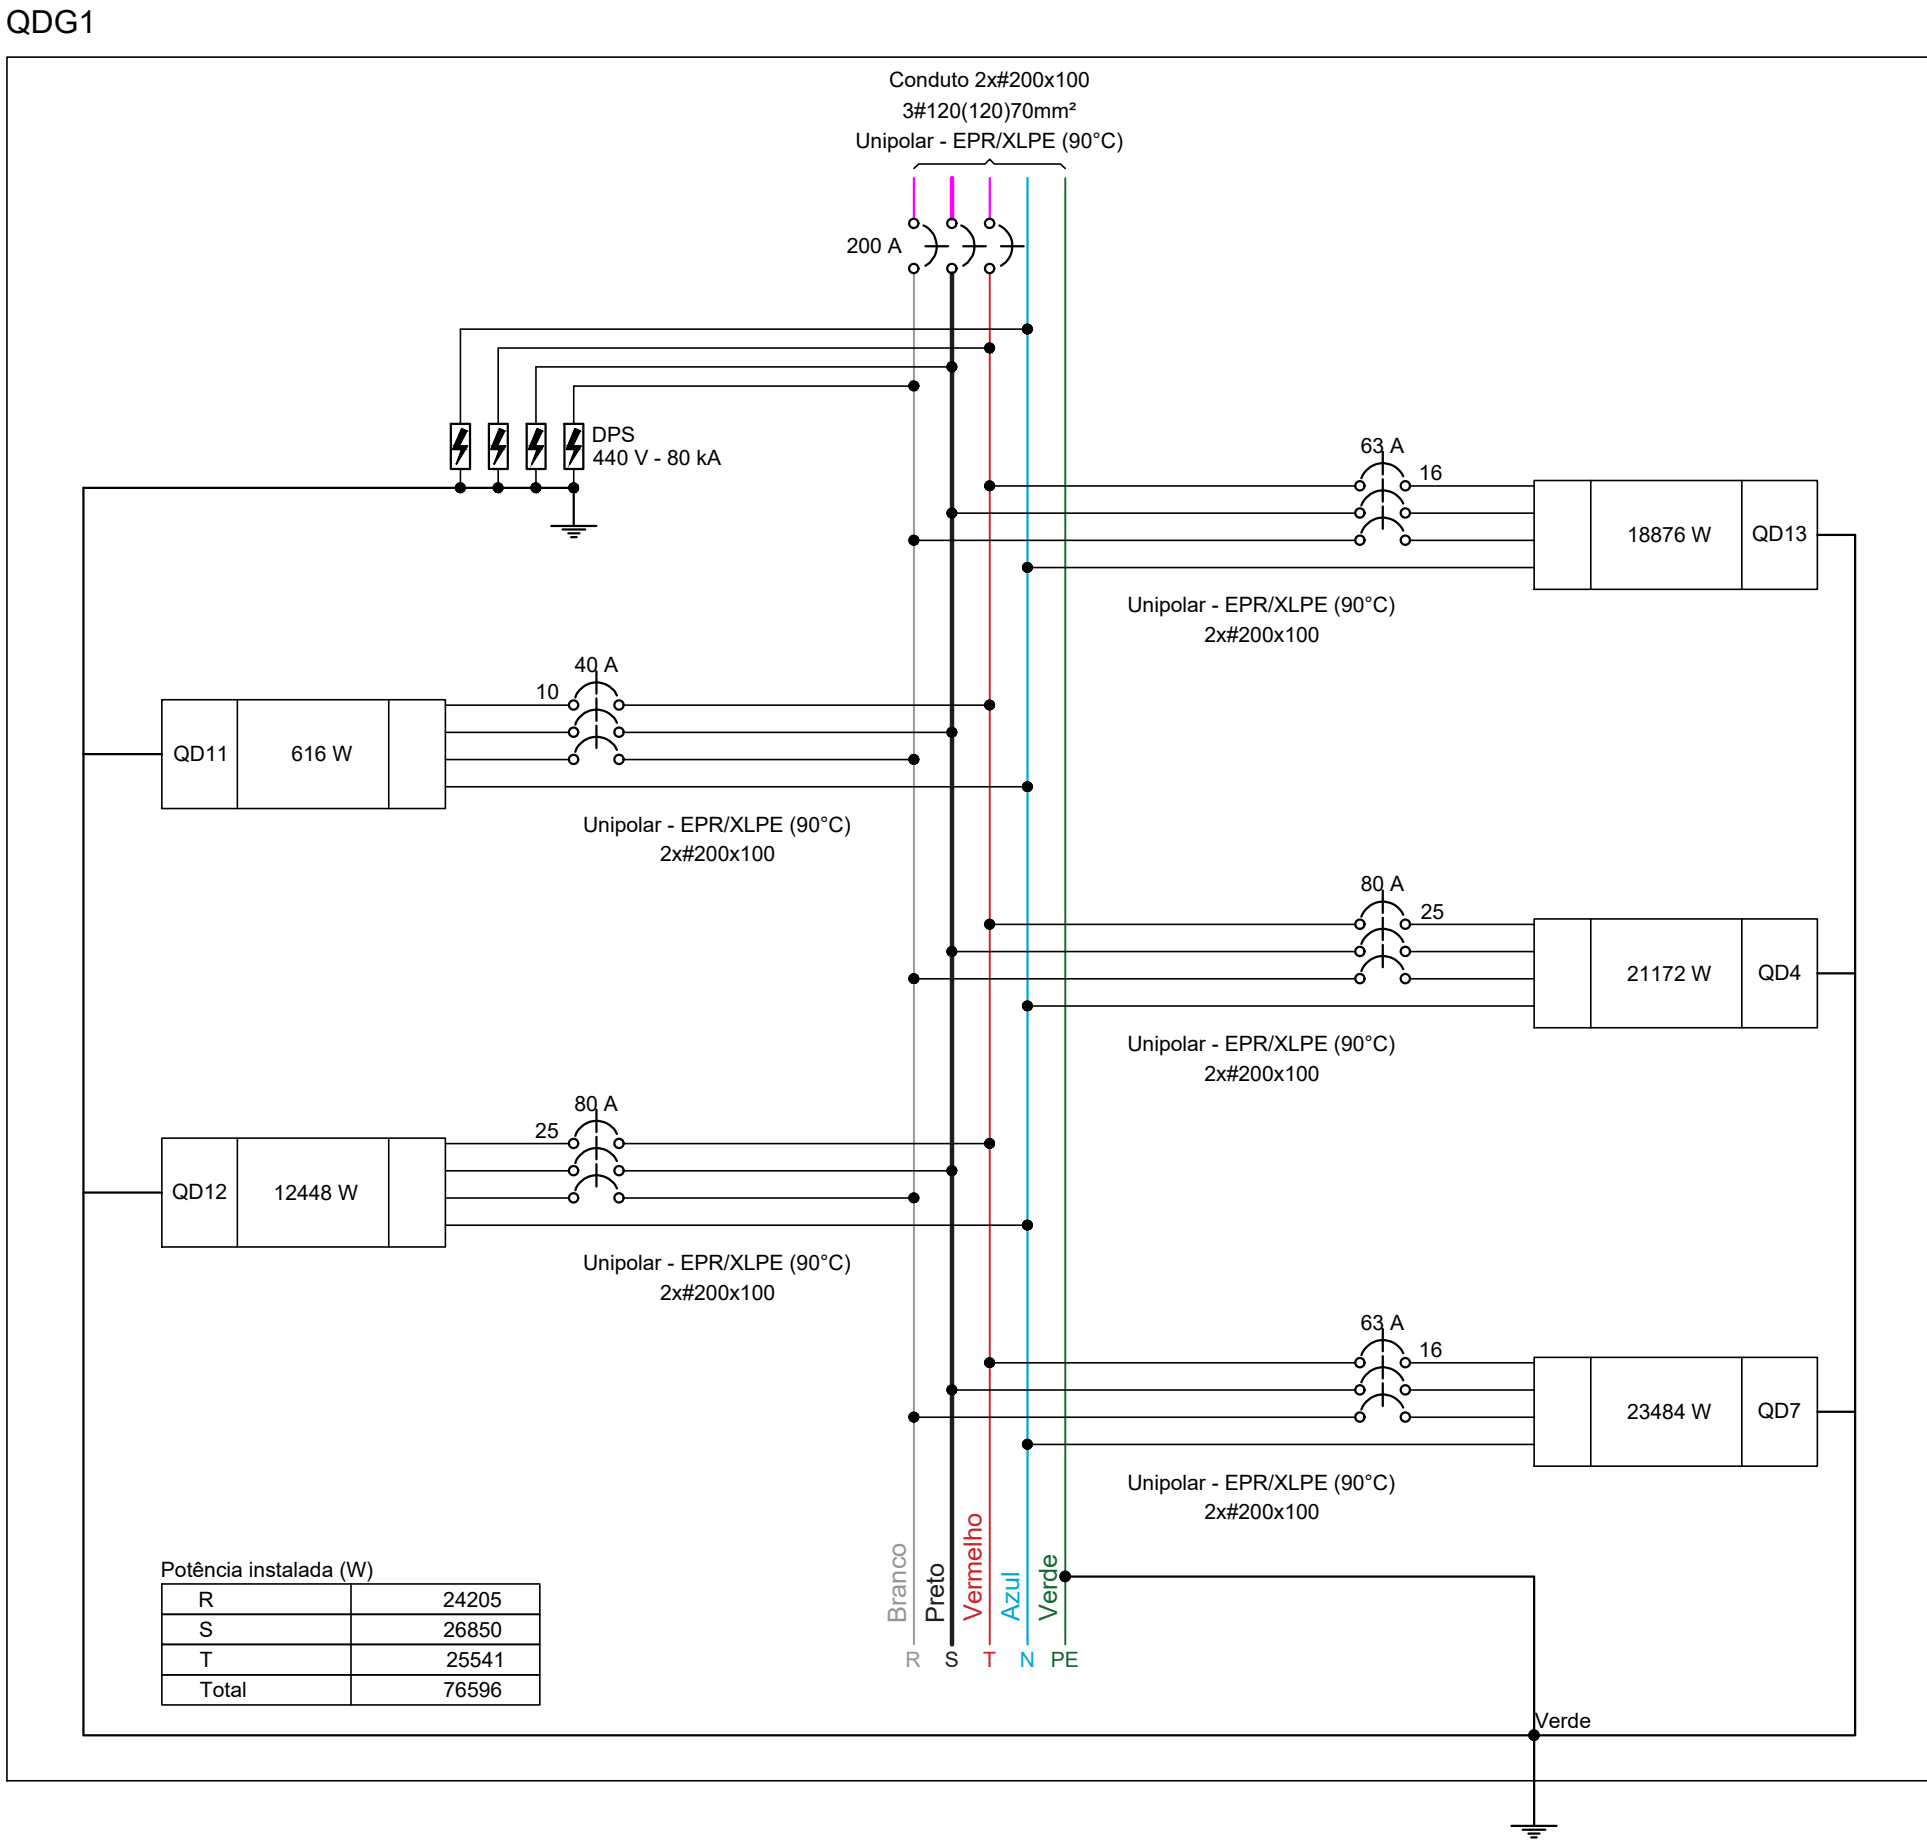 QDG1
Conduto 2x#200x100
3#120(120)70mm²
Unipolar - EPR/XLPE (90°C)
200 A
DPS
440 V - 80 kA
63 A
16
18876 W
QD13
Unipolar - EPR/XLPE (90°C)
2x#200x100
40 A
10
QD11
616 W
Unipolar - EPR/XLPE (90°C)
2x#200x100
80 A
25
21172 W
QD4
Unipolar - EPR/XLPE (90°C)
2x#200x100
80 A
25
QD12
12448 W
Unipolar - EPR/XLPE (90°C)
2x#200x100
63 A
16
23484 W
QD7
Unipolar - EPR/XLPE (90°C)
2x#200x100
Potência instalada (W)
R 24205
S 26850
T 25541
Total 76596
Branco
Preto
Vermelho
Azul
Verde
R S T N PE
Verde